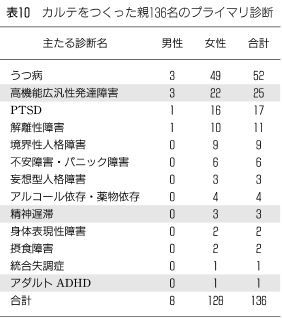 表10 カルテをつくった親136名のプライマリ診断
主たる診断名 男性 女性 合計
うつ病 3 49 52
高機能広汎性発達障害 3 22 25
PTSD 1 16 17
解離性障害 1 10 11
境界性人格障害 0 9 9
不安障害・パニック障害 0 6 6
妄想型人格障害 0 3 3
アルコール依存・薬物依存 0 4 4
精神遅滞 0 3 3
身体表現性障害 0 2 2
摂食障害 0 2 2
統合失調症 0 1 1
アダルト ADHD 0 1 1
合計 8 128 136